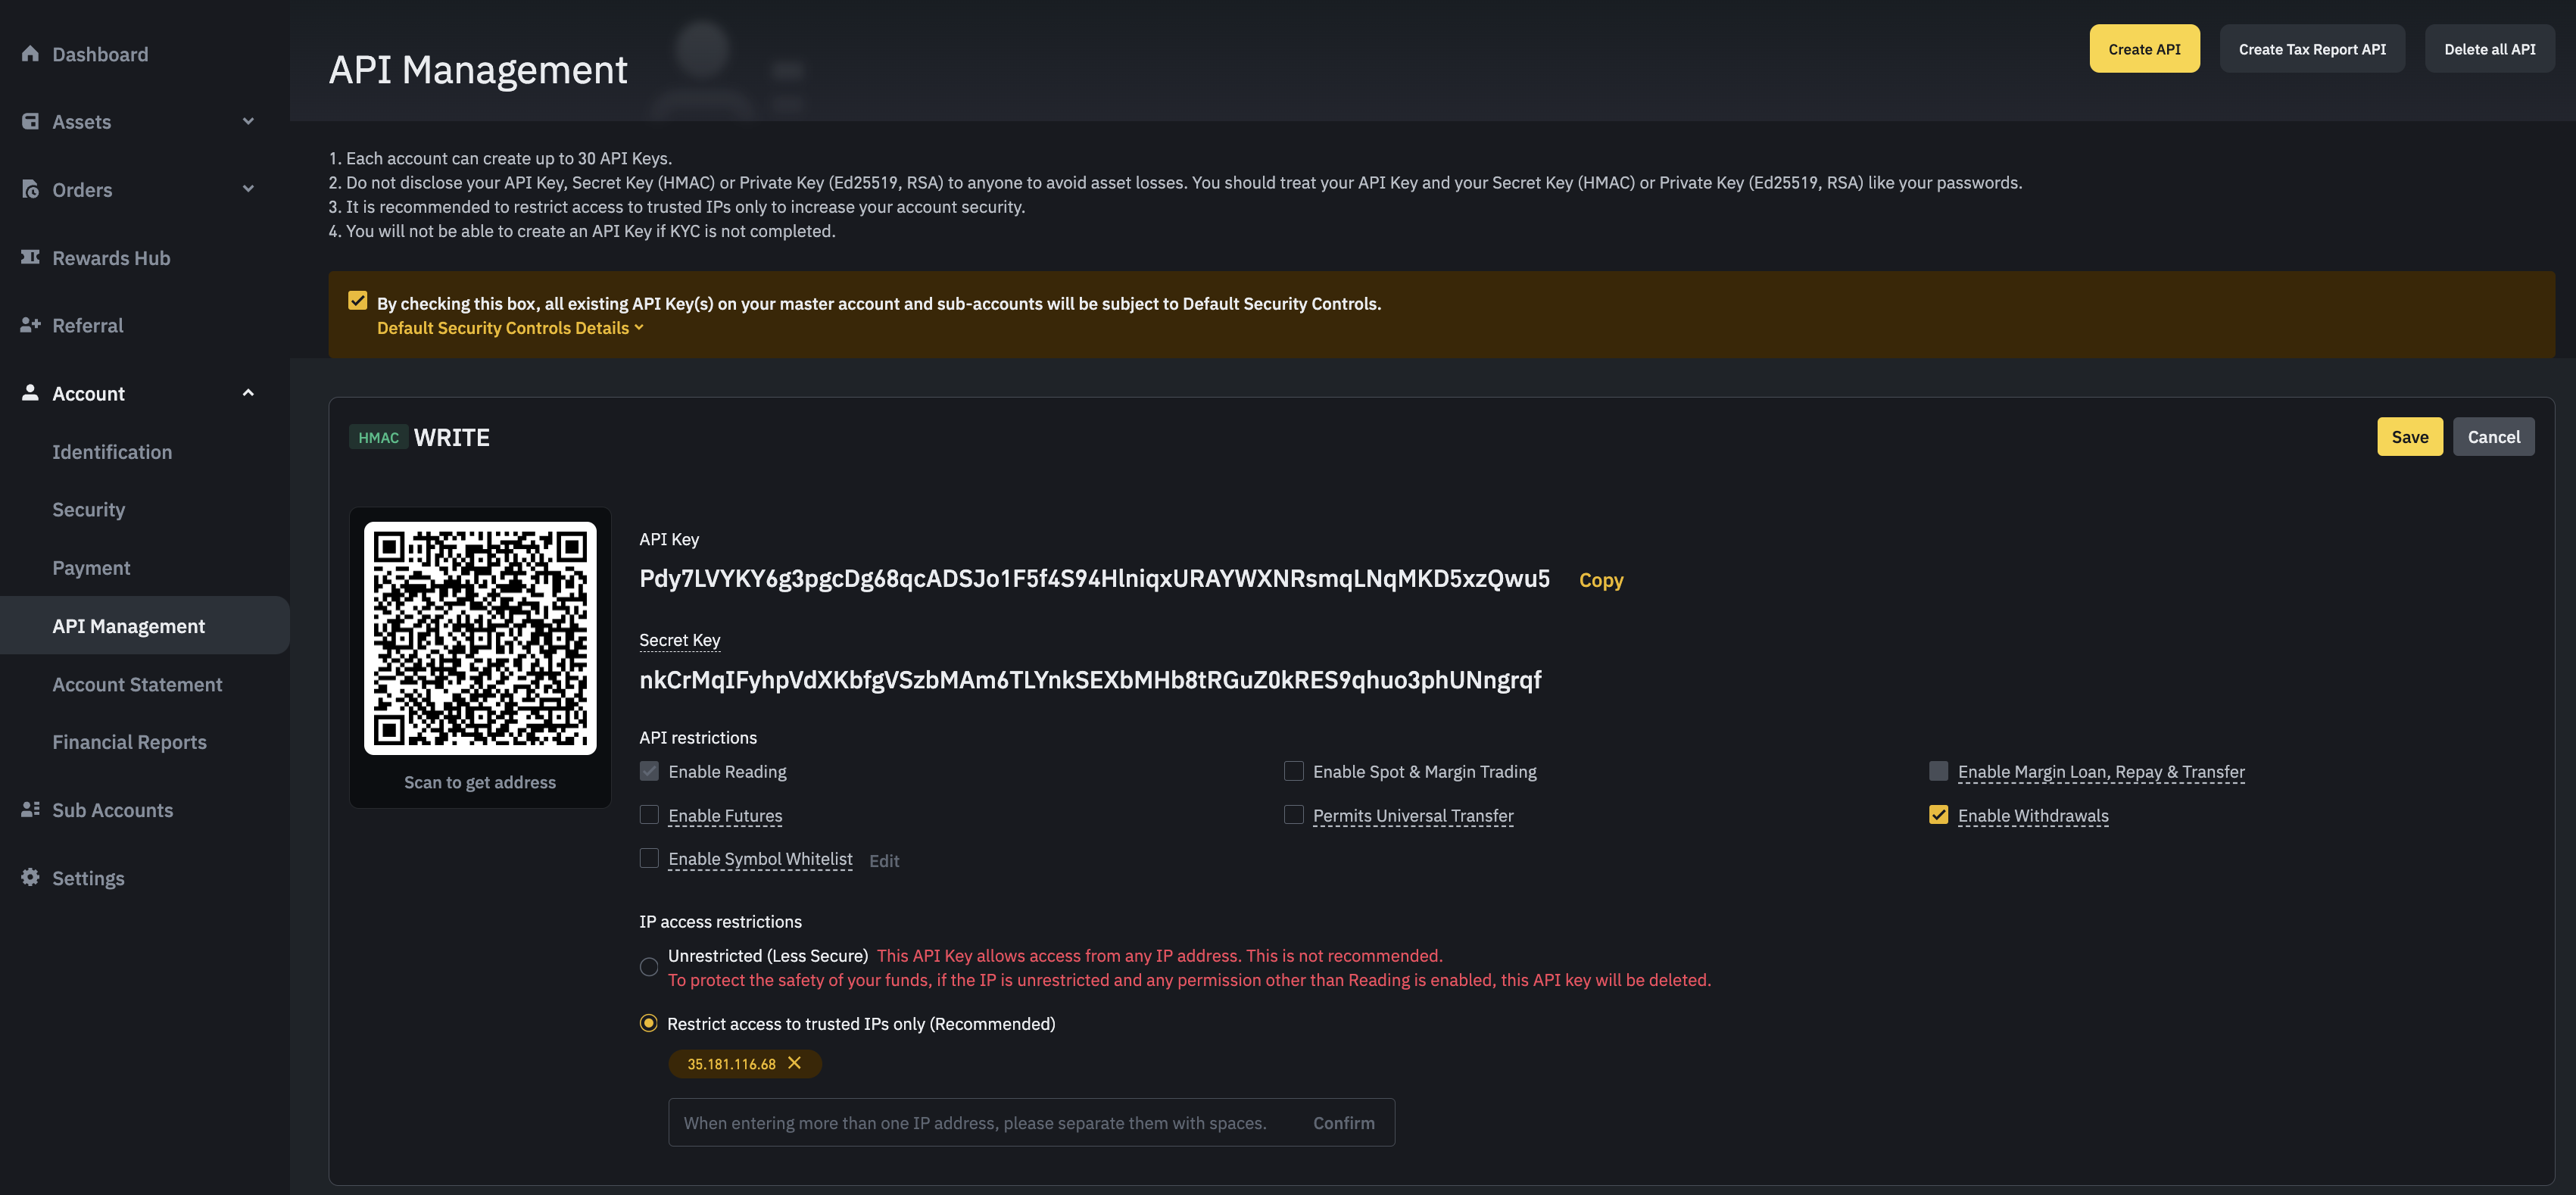 Dashboard
Assets
Orders
Rewards Hub
Referral
Account
Identification
Security
Payment
API Management
Account Statement
Financial Reports
Sub Accounts
Settings
API Management
Create API
Create Tax Report API
Delete all API
1. Each account can create up to 30 API Keys.
2. Do not disclose your API Key, Secret Key (HMAC) or Private Key (Ed25519, RSA) to anyone to avoid asset losses. You should treat your API Key and your Secret Key (HMAC) or Private Key (Ed25519, RSA) like your passwords.
3. It is recommended to restrict access to trusted IPs only to increase your account security.
4. You will not be able to create an API Key if KYC is not completed.
By checking this box, all existing API Key(s) on your master account and sub-accounts will be subject to Default Security Controls.
Default Security Controls Details
HMAC WRITE
Save
Cancel
Scan to get address
API Key
Pdy7LVYKY6g3pgcDg68qcADSJo1F5f4S94HlniqxURAYWXNRsmqLNqMKD5xzQwu5 Copy
Secret Key
nkCrMqIFyhpVdXKbfgVSzbMAm6TLYnkSEXbMHb8tRGuZ0kRES9qhuo3phUNngrqf
API restrictions
Enable Reading
Enable Spot & Margin Trading
Enable Margin Loan, Repay & Transfer
Enable Futures
Permits Universal Transfer
Enable Withdrawals
Enable Symbol Whitelist Edit
IP access restrictions
Unrestricted (Less Secure) This API Key allows access from any IP address. This is not recommended.
To protect the safety of your funds, if the IP is unrestricted and any permission other than Reading is enabled, this API key will be deleted.
Restrict access to trusted IPs only (Recommended)
35.181.116.68
When entering more than one IP address, please separate them with spaces. Confirm